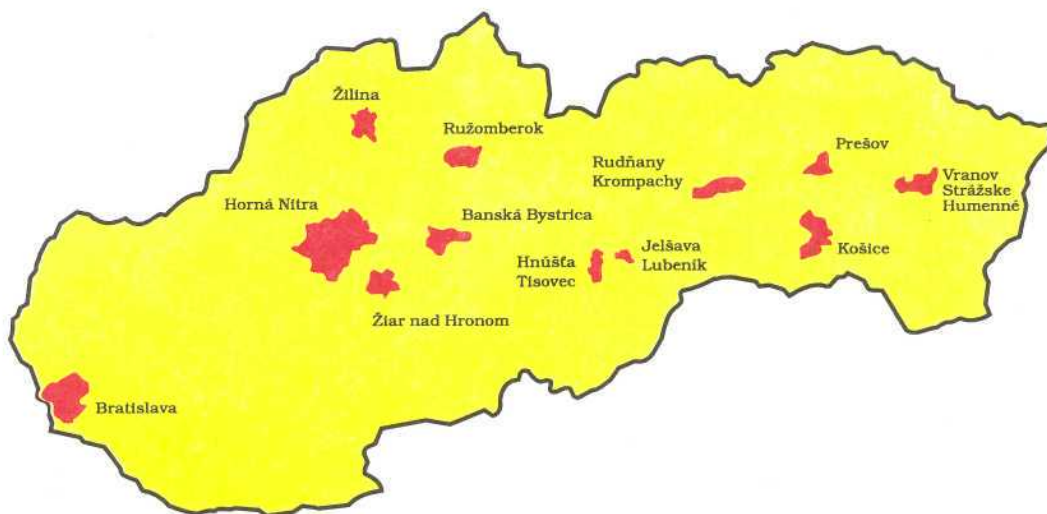 Žilina
Ružomberok
Prešov
Rudňany
Krompachy
Vranov
Strážske
Humenné
Horná Nitra
Banská Bystrica
Jelšava
Lubeník
Košice
Hnúšťa
Tisovec
Žiar nad Hronom
Bratislava